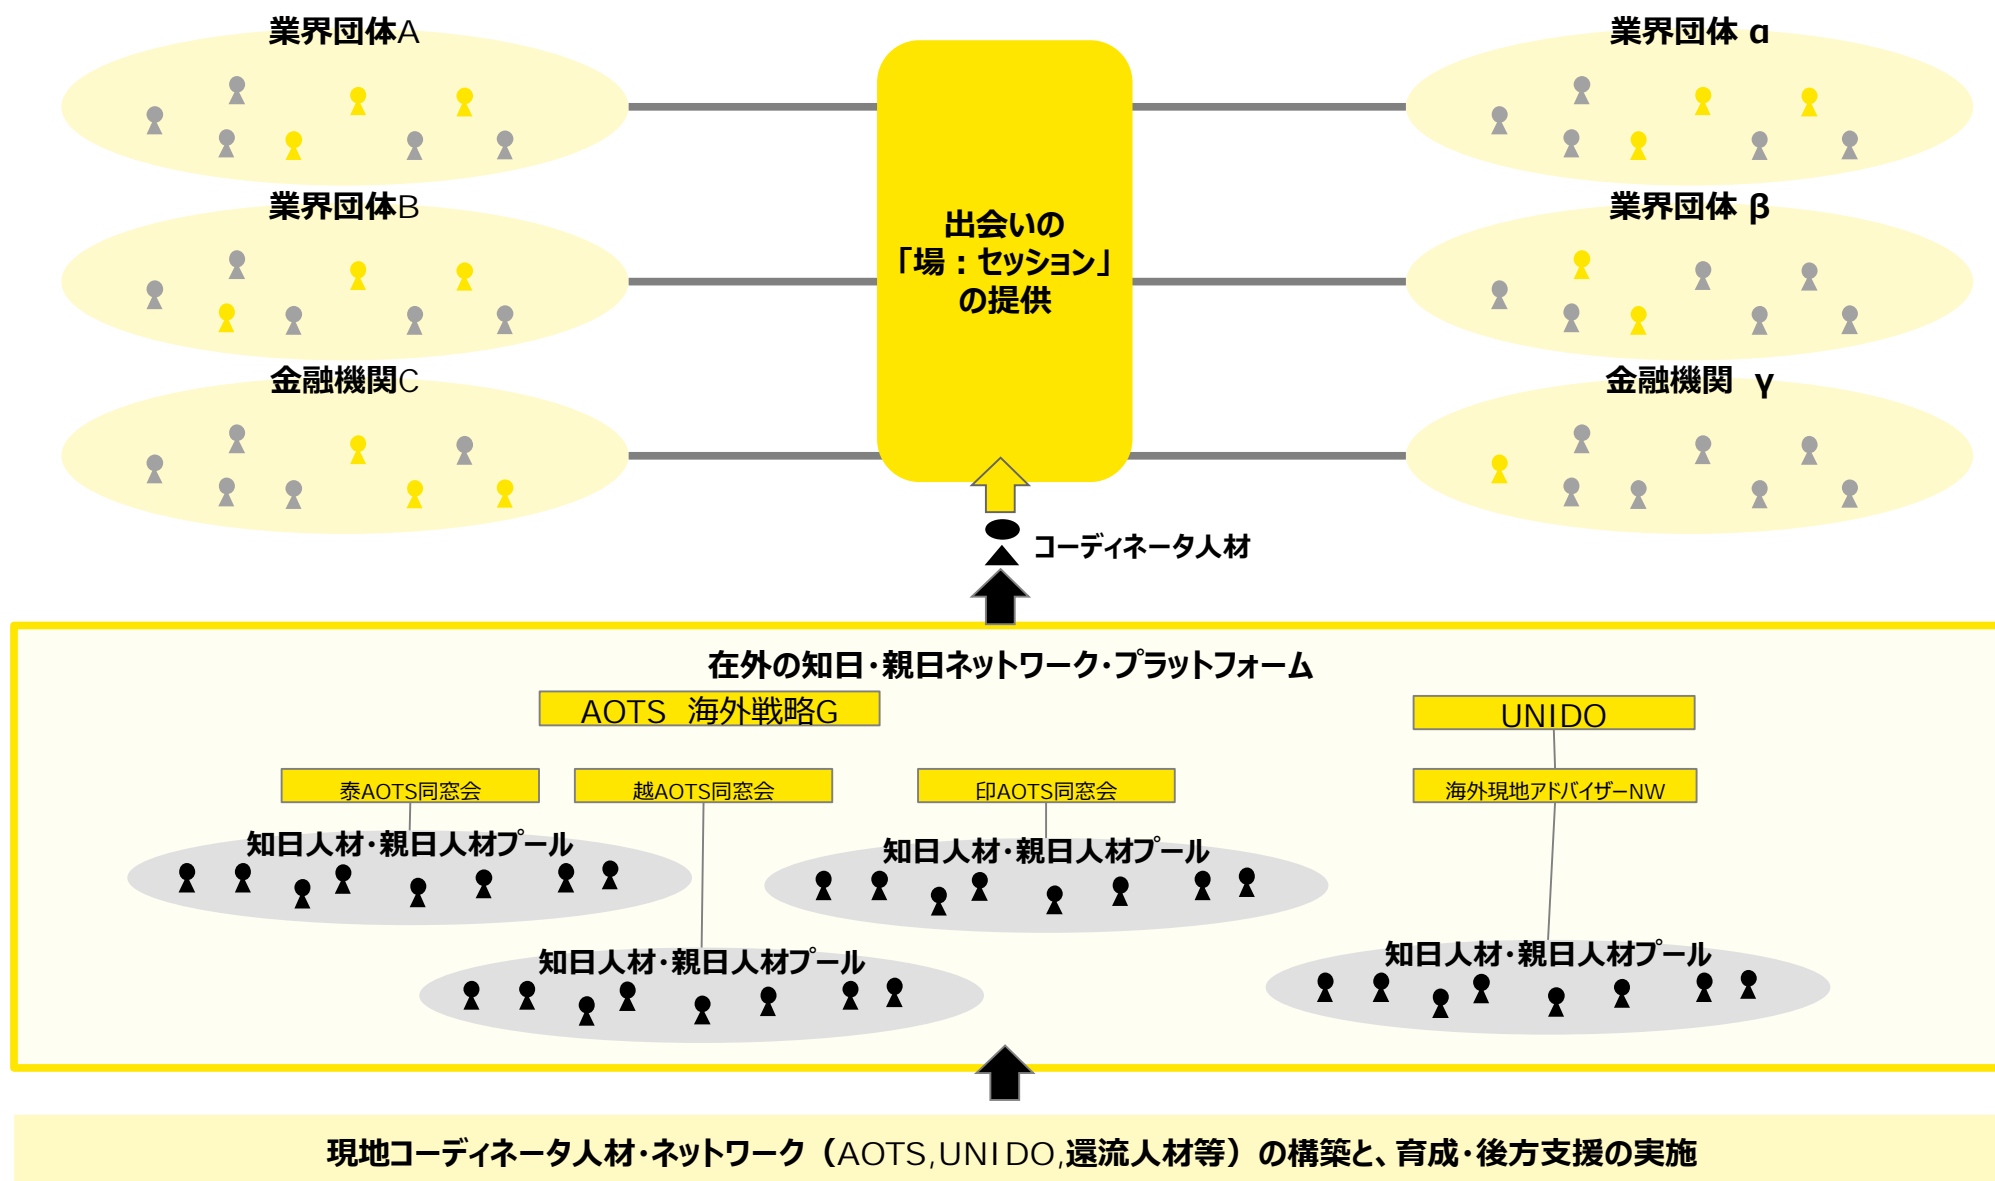 業界団体A
業界団体 α
業界団体B
業界団体 β
出会いの
「場：セッション」
の提供
金融機関C
金融機関　γ
コーディネータ人材
在外の知日・親日ネットワーク・プラットフォーム
AOTS　海外戦略G
UNIDO
泰AOTS同窓会
越AOTS同窓会
印AOTS同窓会
海外現地アドバイザーNW
知日人材・親日人材プール
知日人材・親日人材プール
知日人材・親日人材プール
知日人材・親日人材プール
現地コーディネータ人材・ネットワーク（AOTS,UNIDO,還流人材等）の構築と、育成・後方支援の実施